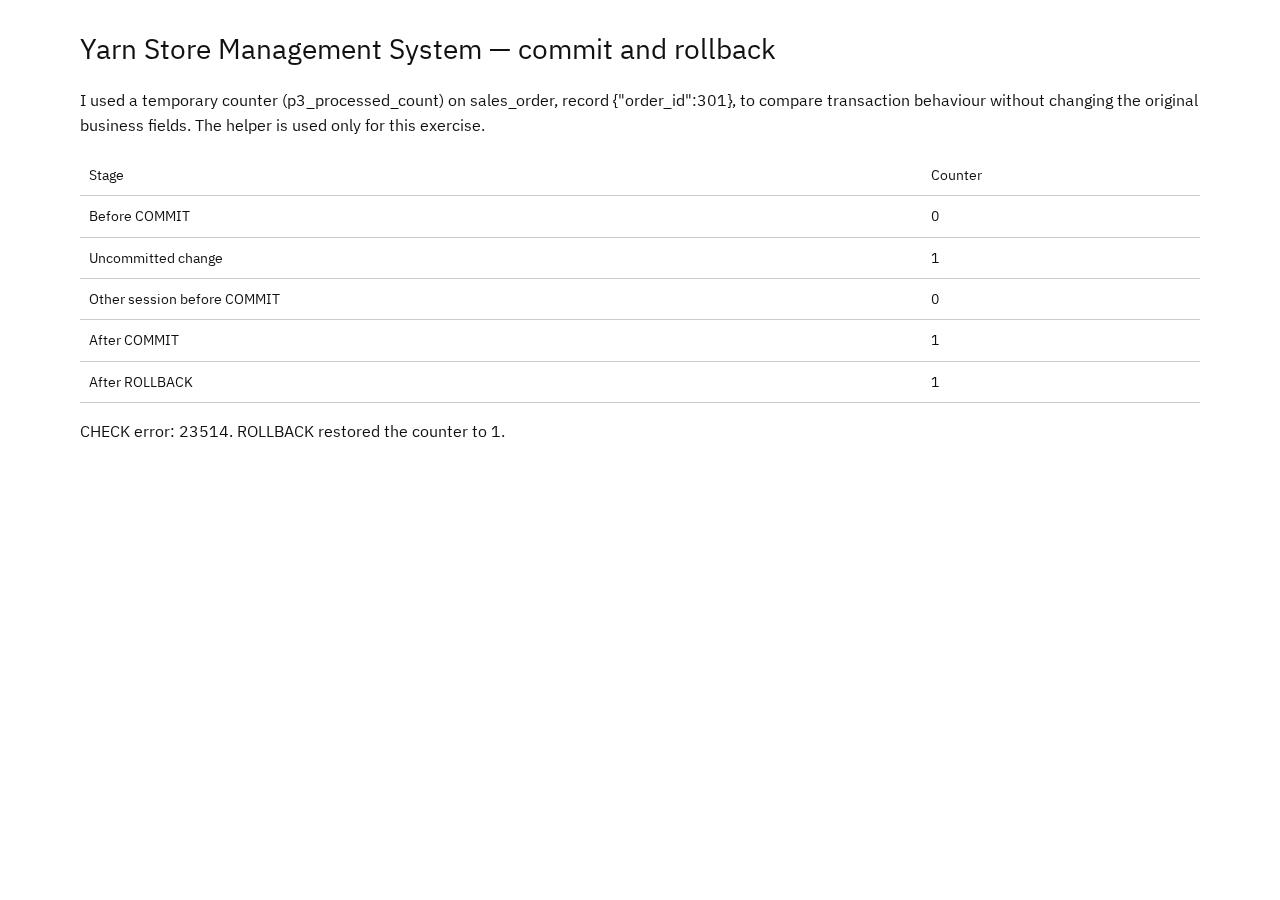 Yarn Store Management System — commit and rollback
I used a temporary counter (p3_processed_count) on sales_order, record {"order_id":301}, to compare transaction behaviour without changing the original
business fields. The helper is used only for this exercise.
Stage Counter
Before COMMIT 0
Uncommitted change 1
Other session before COMMIT 0
After COMMIT 1
After ROLLBACK 1
CHECK error: 23514. ROLLBACK restored the counter to 1.